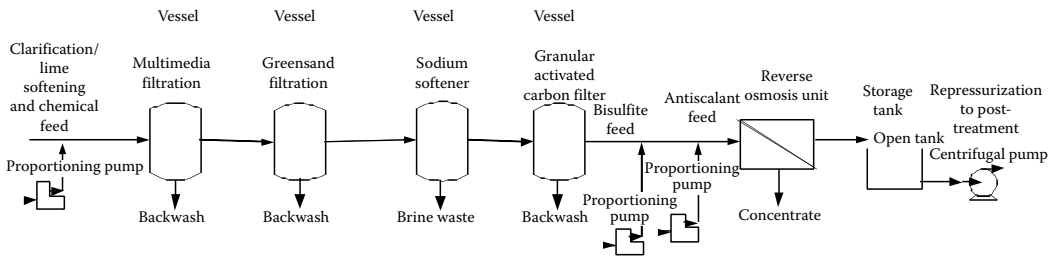 Vessel
Vessel
Vessel
Vessel
Clarification/
lime
softening
and chemical
feed
Multimedia
filtration
Greensand
filtration
Sodium
softener
Granular
activated
carbon filter
Bisulfite
feed
Antiscalant
feed
Reverse
osmosis unit
Storage
tank
Open tank
Repressurization
to post-
treatment
Centrifugal pump
Proportioning pump
Proportioning
pump
Proportioning
pump
Backwash
Backwash
Brine waste
Backwash
Concentrate